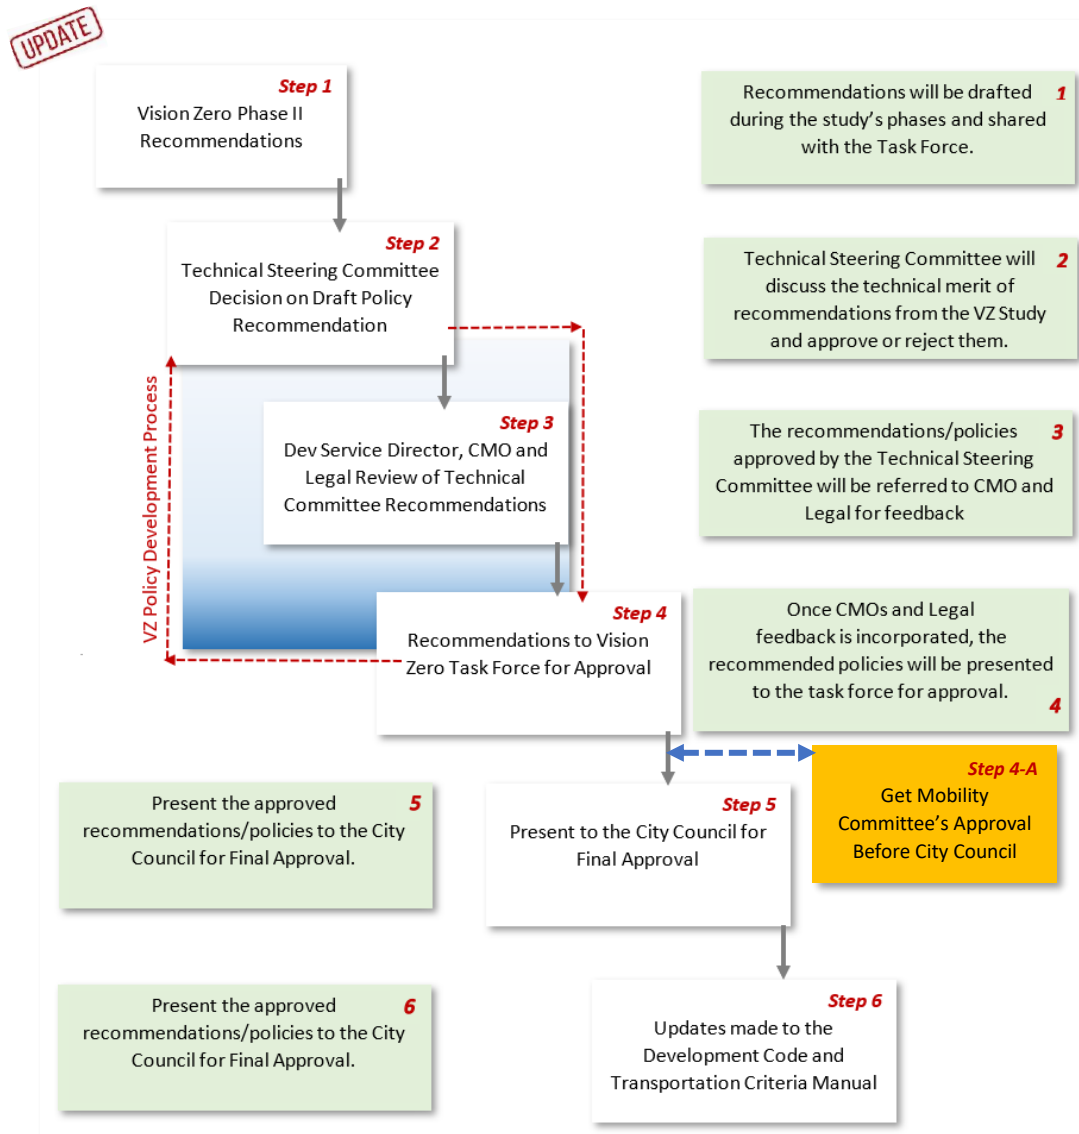 UPDATE
Step 1
Vision Zero Phase II
Recommendations
Recommendations will be drafted
during the study's phases and shared
with the Task Force.
1
Step 2
Technical Steering Committee
Decision on Draft Policy
Recommendation
Technical Steering Committee will
discuss the technical merit of
recommendations from the VZ Study
and approve or reject them.
2
VZ Policy Development Process
Step 3
Dev Service Director, CMO and
Legal Review of Technical
Committee Recommendations
The recommendations/policies
approved by the Technical Steering
Committee will be referred to CMO and
Legal for feedback
3
Step 4
Recommendations to Vision
Zero Task Force for Approval
Once CMOs and Legal
feedback is incorporated, the
recommended policies will be presented
to the task force for approval.
4
Step 4-A
Get Mobility
Committee's Approval
Before City Council
Present the approved
recommendations/policies to the City
Council for Final Approval.
5
Step 5
Present to the City Council for
Final Approval
Present the approved
recommendations/policies to the City
Council for Final Approval.
6
Step 6
Updates made to the
Development Code and
Transportation Criteria Manual